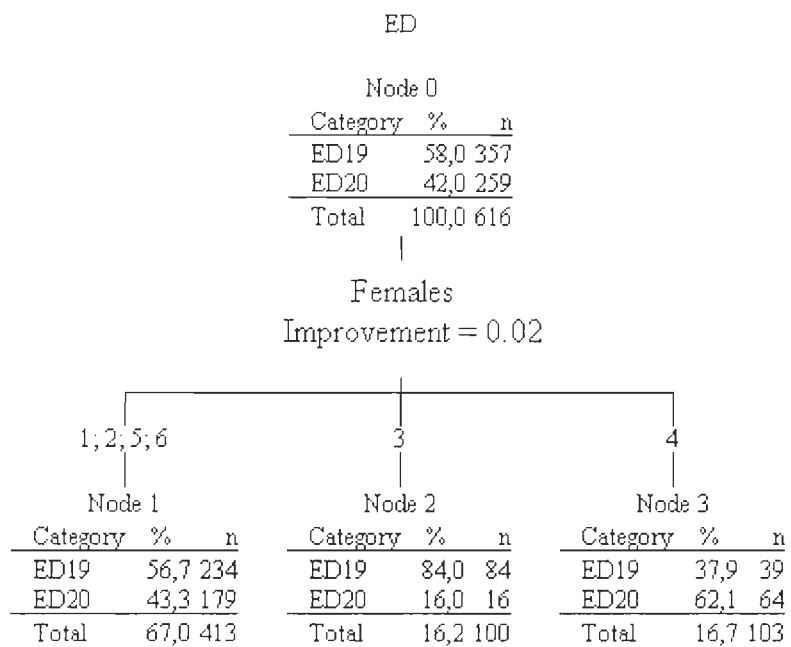 ED
Node 0
Category % n
ED19 58,0 357
ED20 42,0 259
Total 100,0 616
Females
Improvement = 0.02
1; 2; 5; 6
3
4
Node 1
Category % n
ED19 56,7 234
ED20 43,3 179
Total 67,0 413
Node 2
Category % n
ED19 84,0 84
ED20 16,0 16
Total 16,2 100
Node 3
Category % n
ED19 37,9 39
ED20 62,1 64
Total 16,7 103